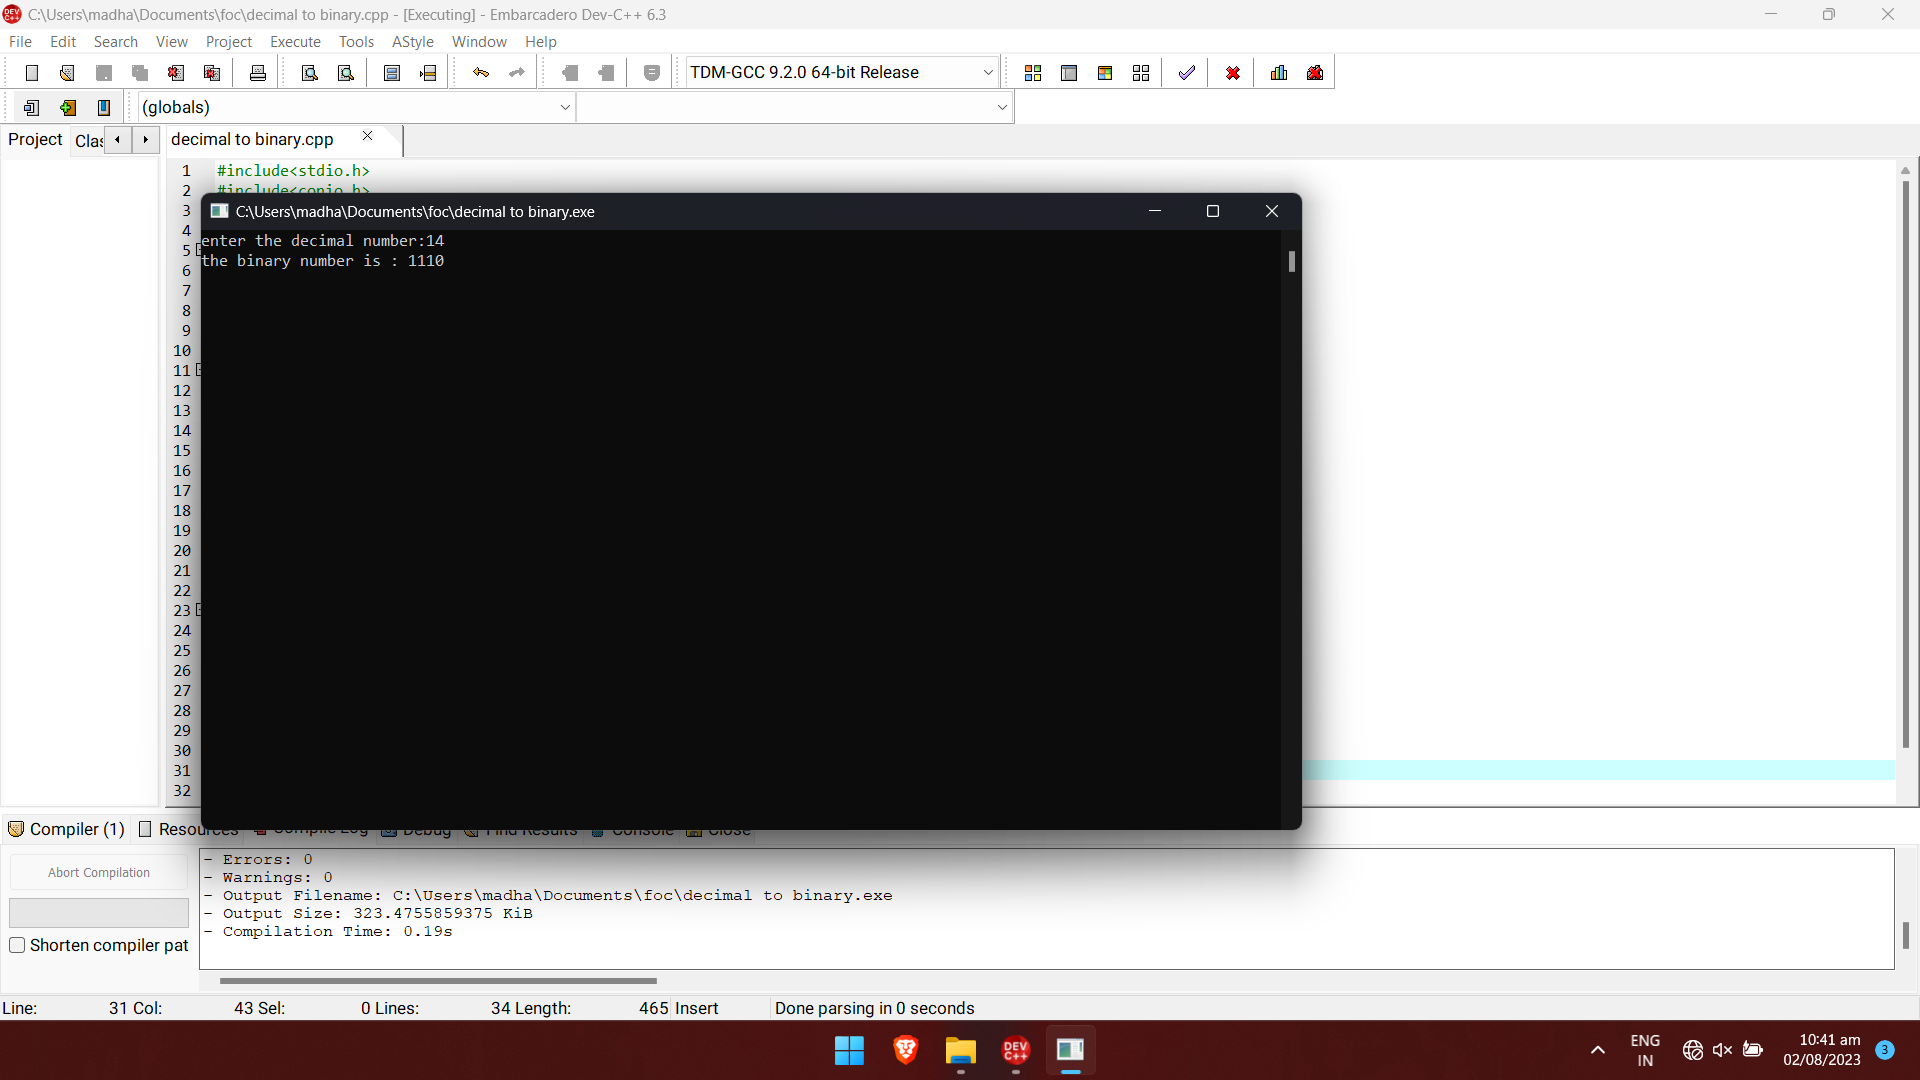 C:\Users\madha\Documents\foc\decimal to binary.cpp - [Executing] - Embarcadero Dev-C++ 6.3
File Edit Search View Project Execute Tools AStyle Window Help
TDM-GCC 9.2.0 64-bit Release
(globals)
Project Clas decimal to binary.cpp
1 #include<stdio.h>
2 #include<conio.h>
3
C:\Users\madha\Documents\foc\decimal to binary.exe
4
enter the decimal number:14
5
the binary number is : 1110
6
7
8
9
10
11
12
13
14
15
16
17
18
19
20
21
22
23
24
25
26
27
28
29
30
31
32
Compiler (1) Resources Compile Log Debug Find Results Console Close
Abort Compilation
Shorten compiler pat
- Errors: 0
- Warnings: 0
- Output Filename: C:\Users\madha\Documents\foc\decimal to binary.exe
- Output Size: 323.4755859375 KiB
- Compilation Time: 0.19s
Line: 31 Col: 43 Sel: 0 Lines: 34 Length: 465 Insert Done parsing in 0 seconds
DEV C++
ENG
IN
10:41 am
02/08/2023
3